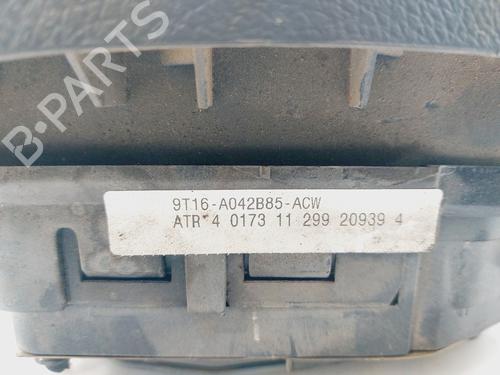 B-PARTS
9T16-A042B85-ACW
ATR*4 0173 11 299 20939 4